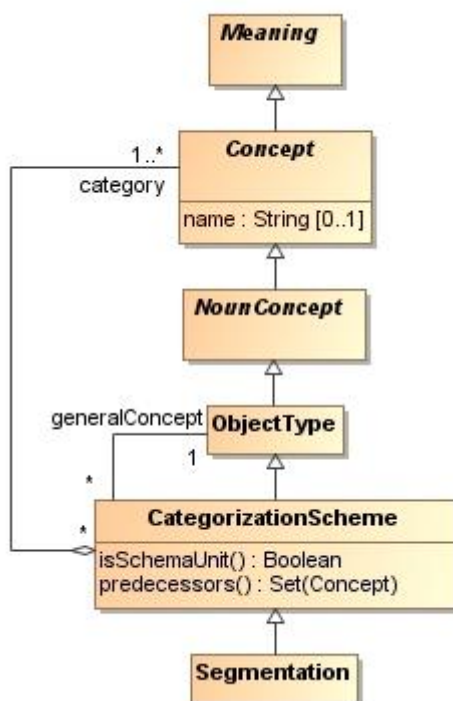 Meaning
1..*
category
Concept
name : String [0..1]
NounConcept
generalConcept
ObjectType
1
*
*
CategorizationScheme
isSchemaUnit() : Boolean
predecessors() : Set(Concept)
Segmentation